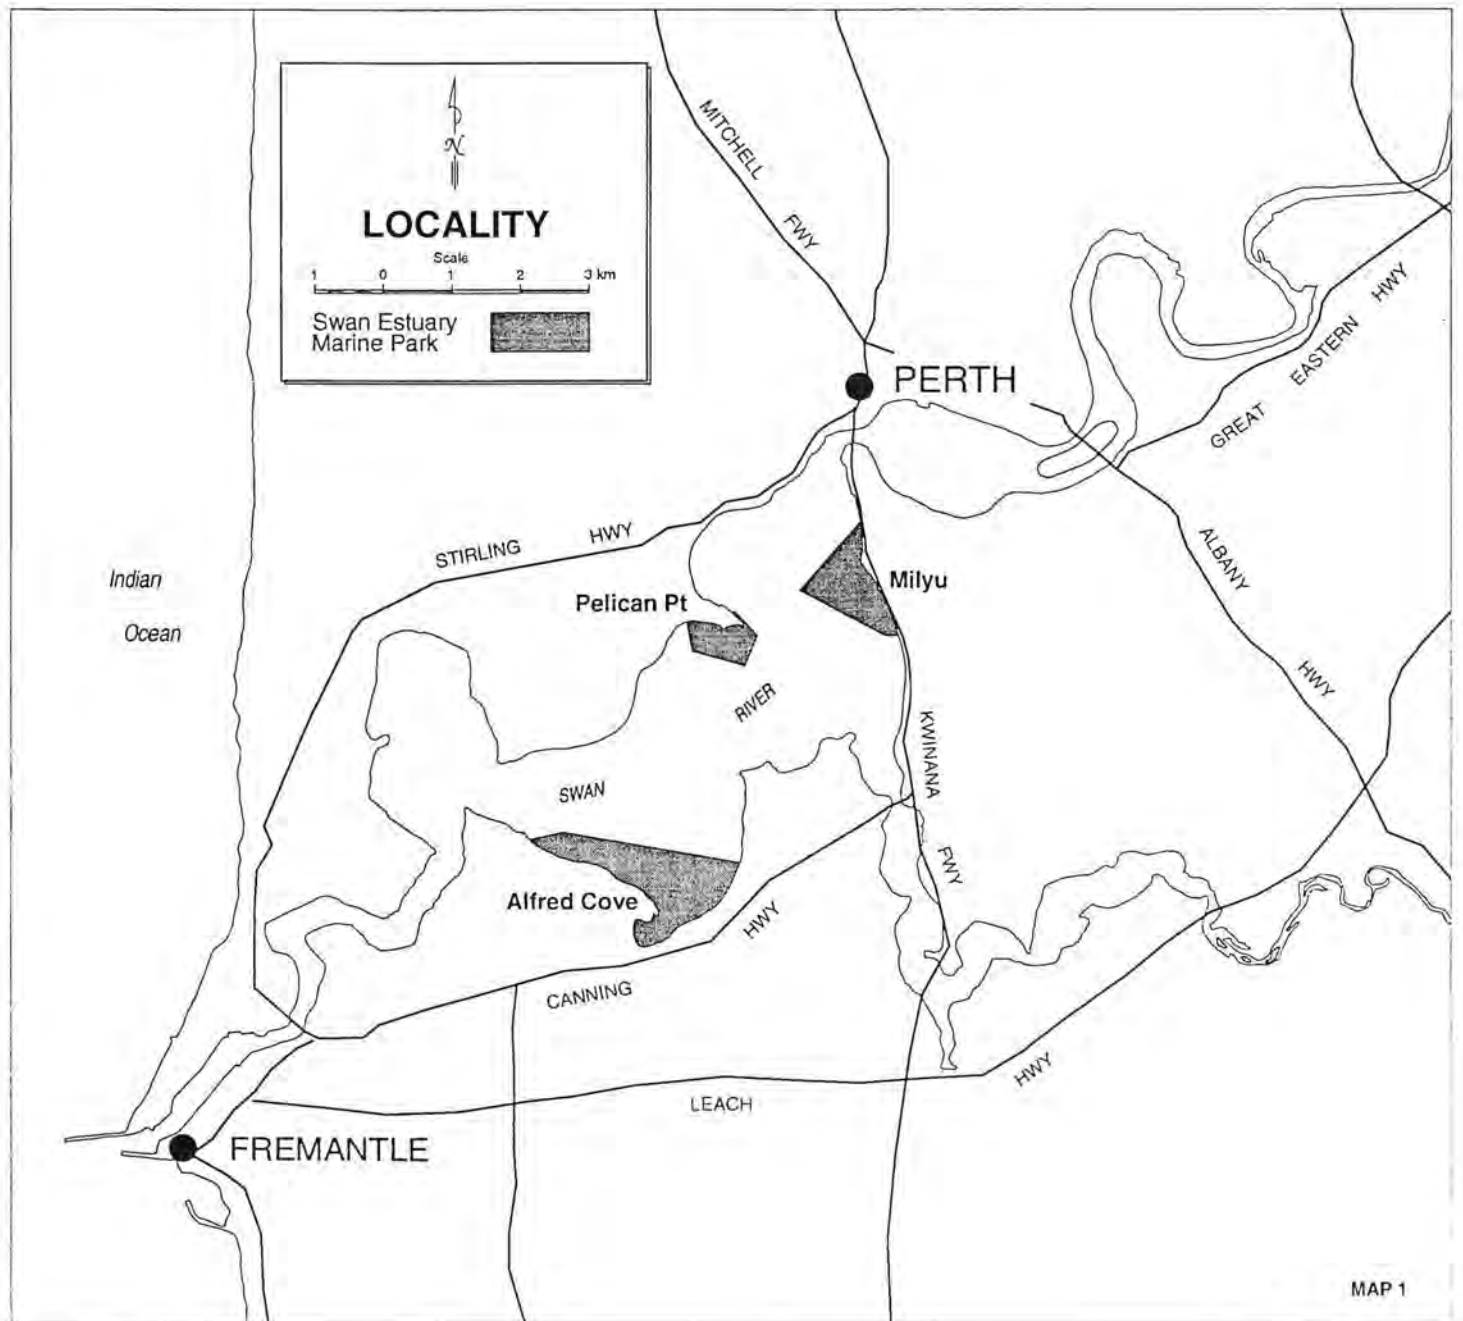 N
LOCALITY
Scale
1 0 1 2 3 km
Swan Estuary
Marine Park
MITCHELL
FWY
PERTH
GREAT
EASTERN
HWY
STIRLING
HWY
ALBANY
HWY
Indian
Ocean
Pelican Pt
Milyu
RIVER
SWAN
KWINANA
FWY
Alfred Cove
CANNING
HWY
LEACH
HWY
FREMANTLE
MAP 1